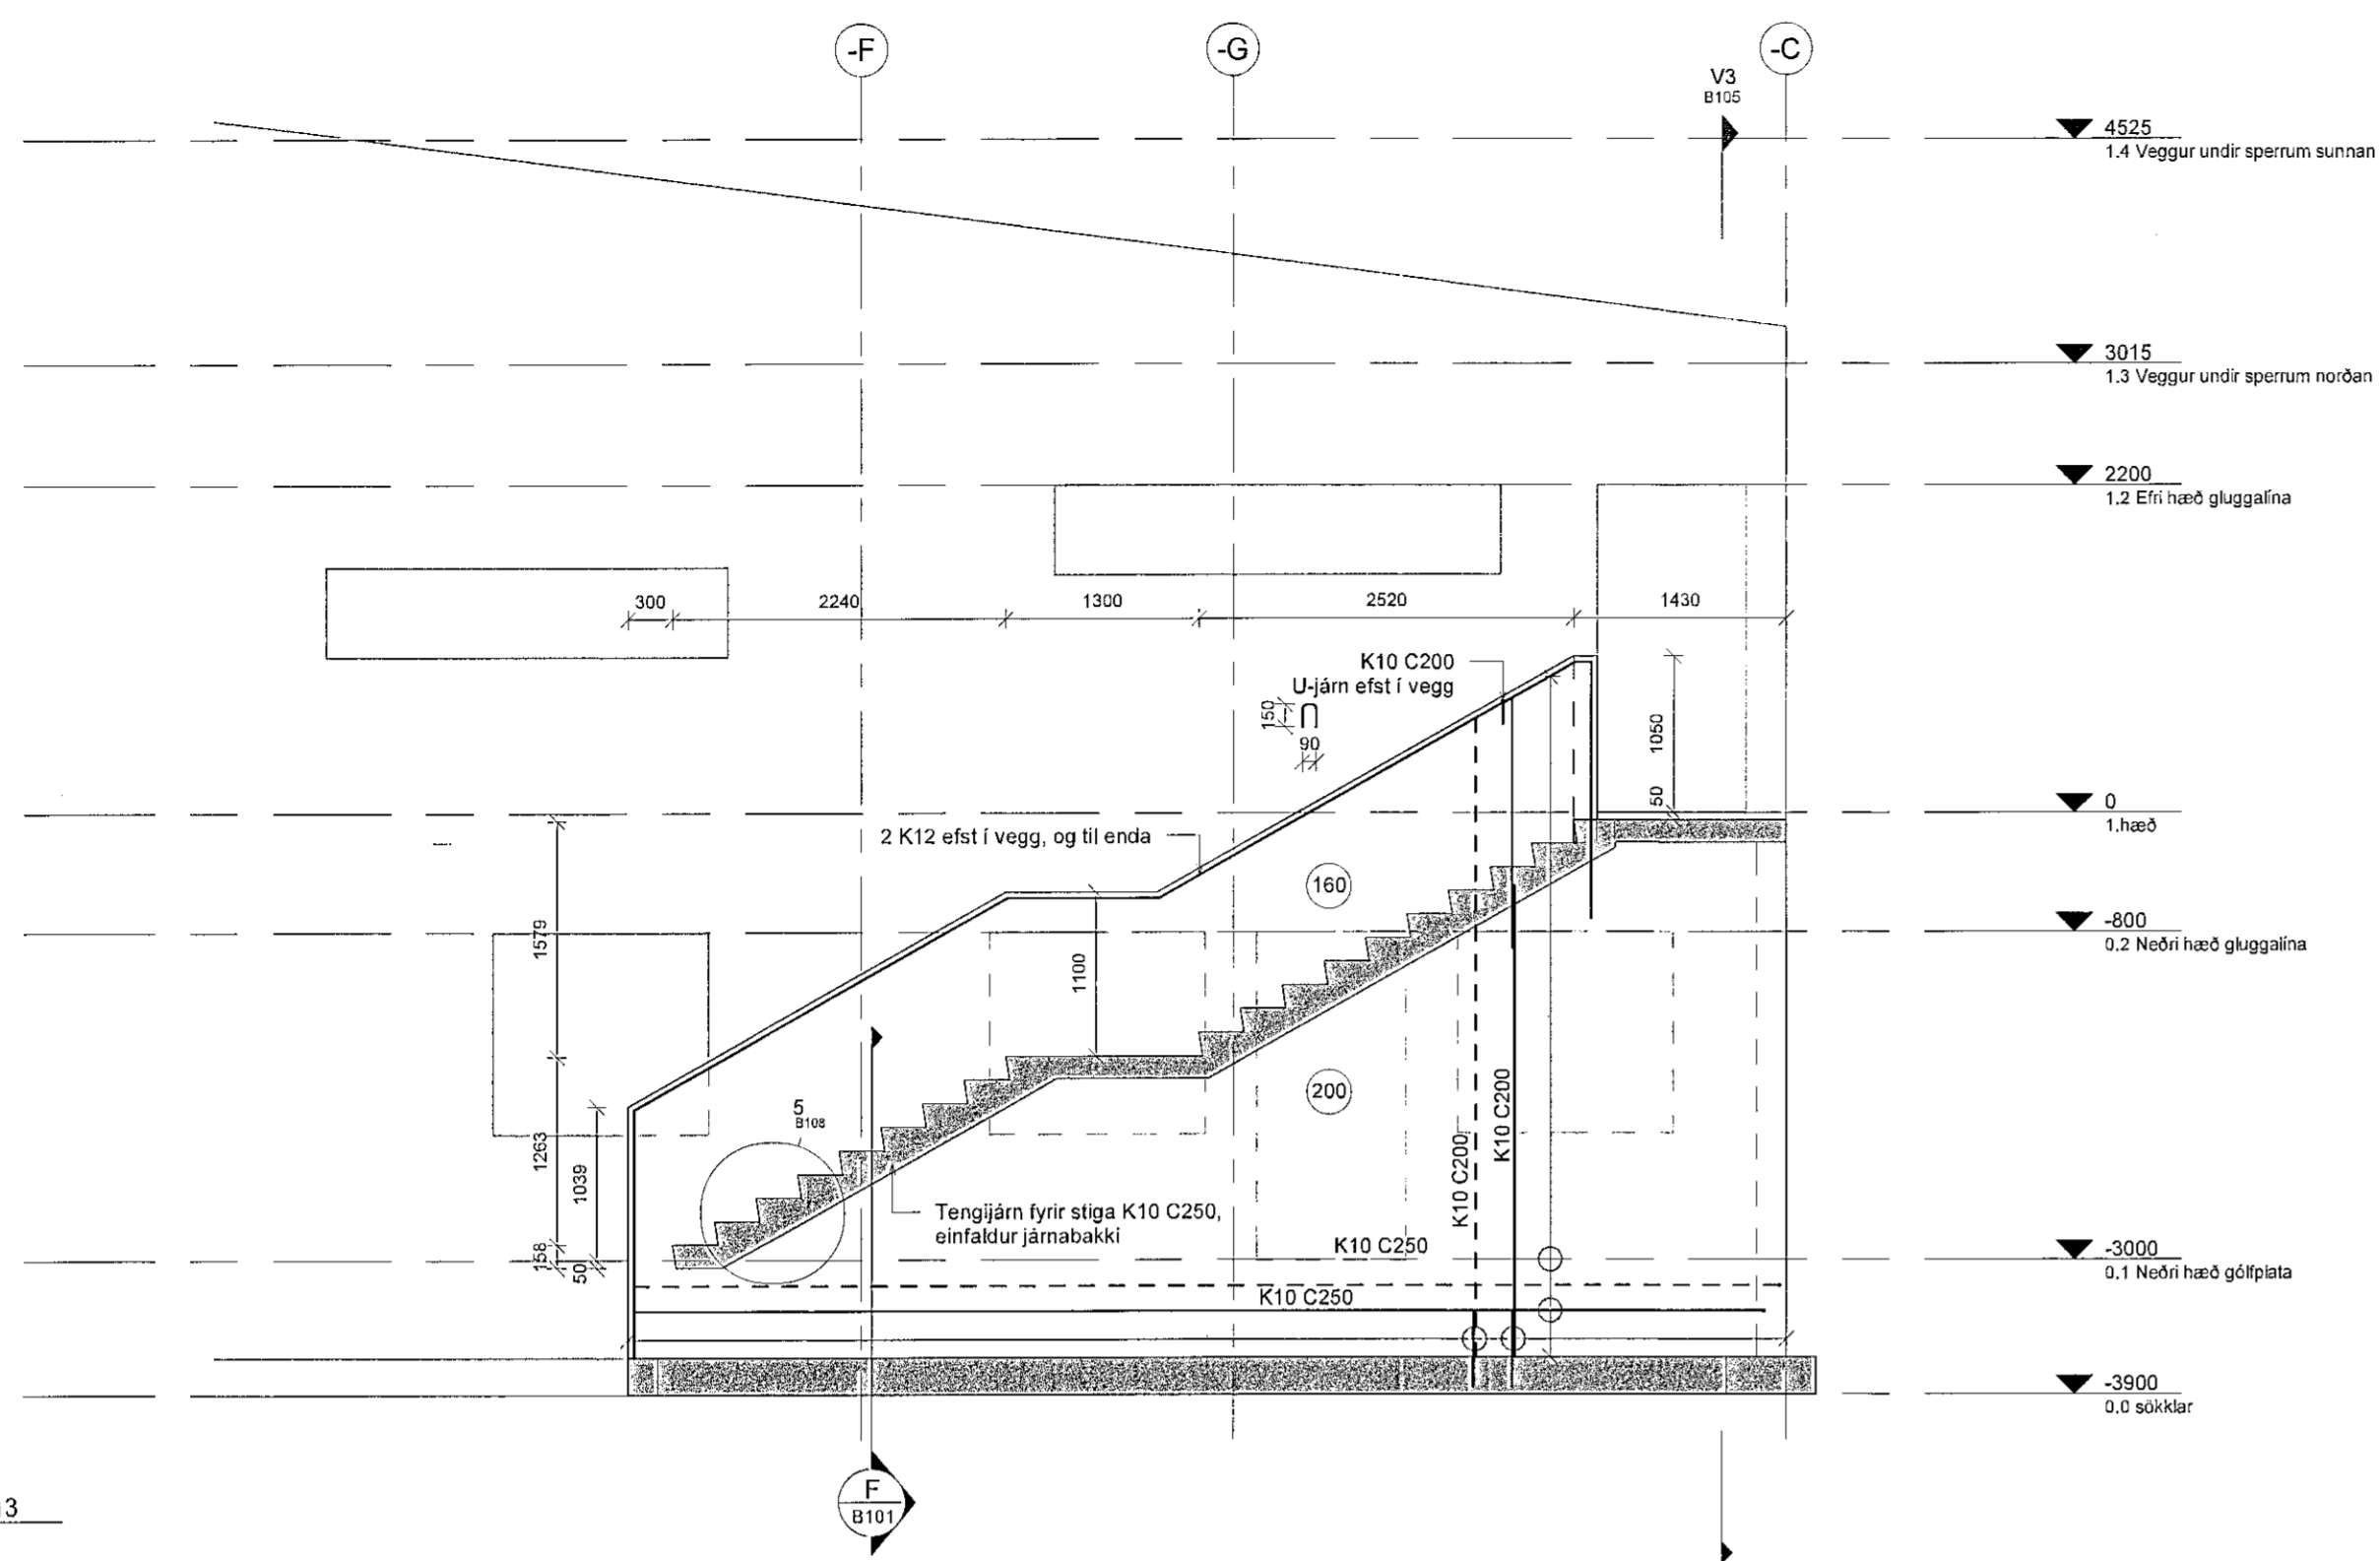 -F
-G
-C
V3
B105
4525
1.4 Veggur undir sperrum sunnan
3015
1.3 Veggur undir sperrum norðan
2200
1.2 Efri hæð gluggalína
300
2240
1300
2520
1430
K10 C200
U-járn efst í vegg
150
90
1050
50
0
1.hæð
2 K12 efst í vegg, og til enda
160
-800
0.2 Neðri hæð gluggalína
1579
1100
200
5
B108
1263
1039
K10 C200
K10 C200
Tengijárn fyrir stiga K10 C250,
einfaldur járnabakki
158
50
K10 C250
-3000
0.1 Neðri hæð gólfplata
K10 C250
-3900
0.0 sökklar
F
B101
3